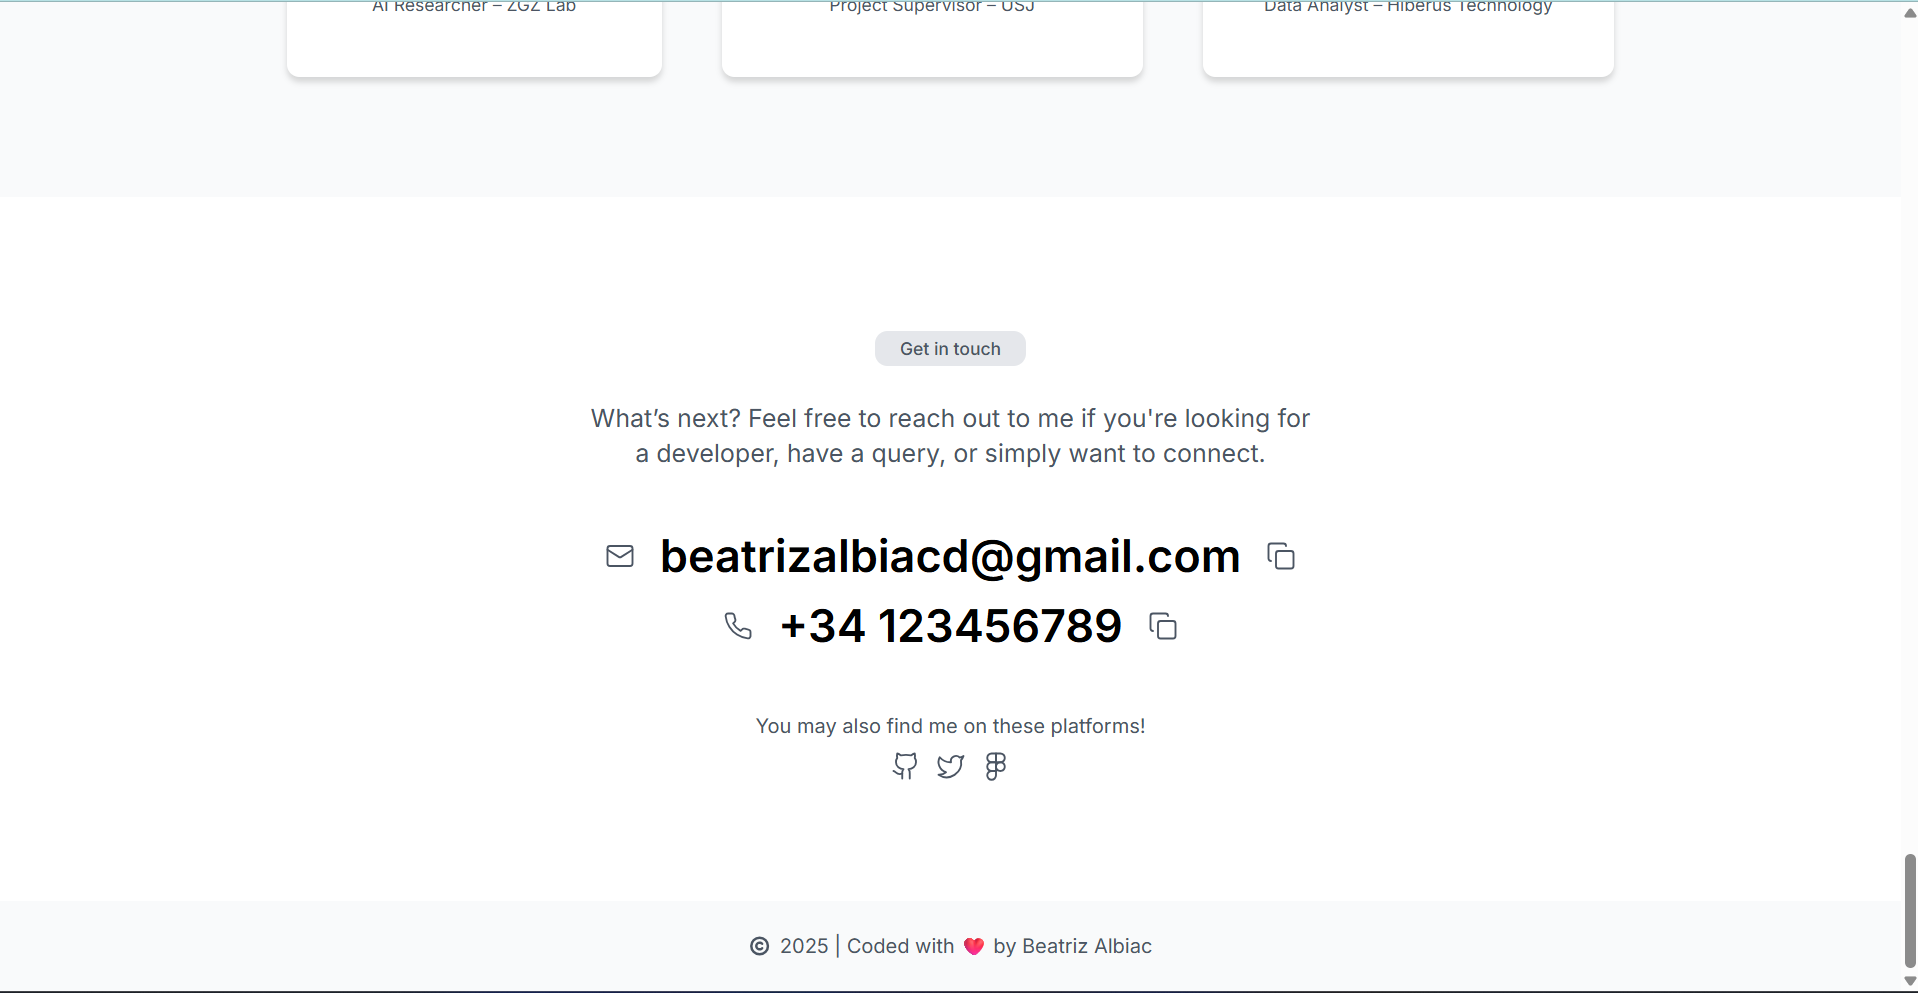 AI Researcher – ZGZ Lab
Project Supervisor – USJ
Data Analyst – Hiberus Technology
Get in touch
What’s next? Feel free to reach out to me if you're looking for
a developer, have a query, or simply want to connect.
beatrizalbiacd@gmail.com
+34 123456789
You may also find me on these platforms!
© 2025 | Coded with ❤️ by Beatriz Albiac